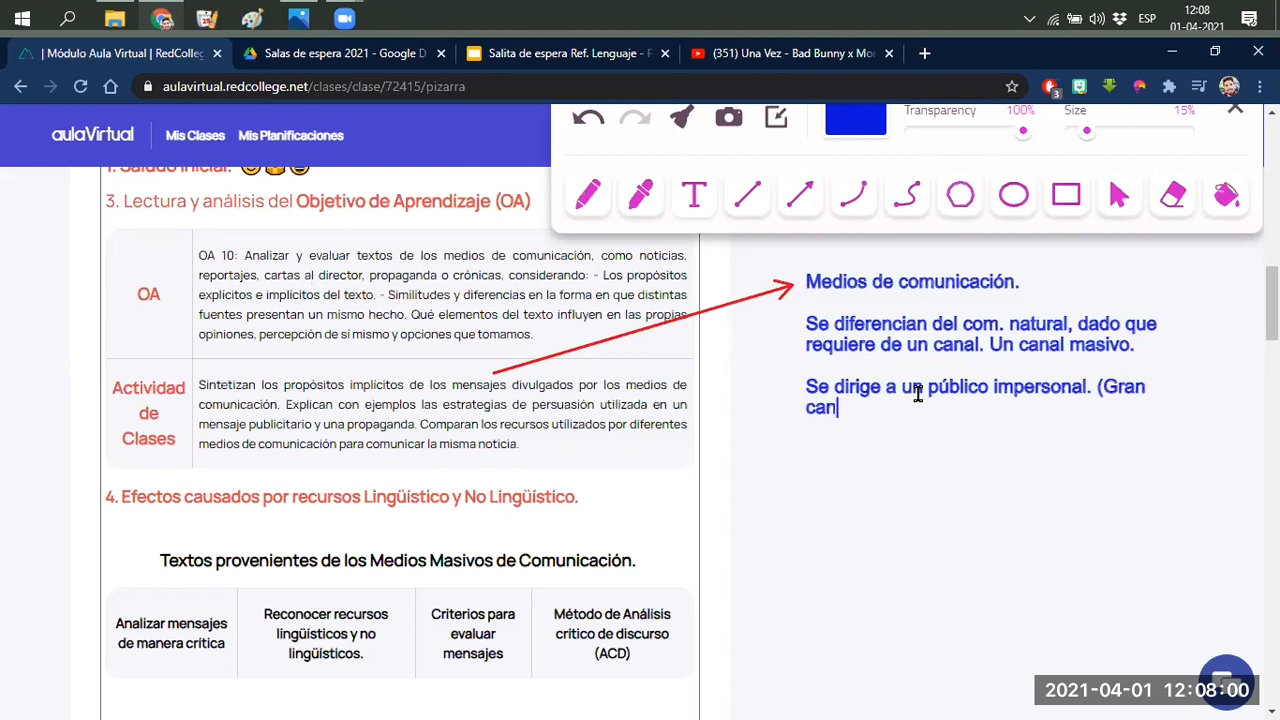 12:08
ESP
01-04-2021
| Módulo Aula Virtual | RedColleg
Salas de espera 2021 - Google D
Salita de espera Ref. Lenguaje - F
(351) Una Vez - Bad Bunny x Mor
aulavirtual.redcollege.net/clases/clase/72415/pizarra
3
aulaVirtual
Mis Clases
Mis Planificaciones
Transparency 100%
Size 15%
1. Saludo inicial.
3. Lectura y análisis del Objetivo de Aprendizaje (OA)
OA
OA 10: Analizar y evaluar textos de los medios de comunicación, como noticias,
reportajes, cartas al director, propaganda o crónicas, considerando: - Los propósitos
explícitos e implícitos del texto. - Similitudes y diferencias en la forma en que distintas
fuentes presentan un mismo hecho. Qué elementos del texto influyen en las propias
opiniones, percepción de sí mismo y opciones que tomamos.
Actividad
de
Clases
Sintetizan los propósitos implícitos de los mensajes divulgados por los medios de
comunicación. Explican con ejemplos las estrategias de persuasión utilizada en un
mensaje publicitario y una propaganda. Comparan los recursos utilizados por diferentes
medios de comunicación para comunicar la misma noticia.
4. Efectos causados por recursos Lingüístico y No Lingüístico.
Textos provenientes de los Medios Masivos de Comunicación.
Analizar mensajes
de manera crítica
Reconocer recursos
lingüísticos y no
lingüísticos.
Criterios para
evaluar
mensajes
Método de Análisis
crítico de discurso
(ACD)
Medios de comunicación.
Se diferencian del com. natural, dado que
requiere de un canal. Un canal masivo.
Se dirige a un público impersonal. (Gran
can
2021-04-01 12:08:00